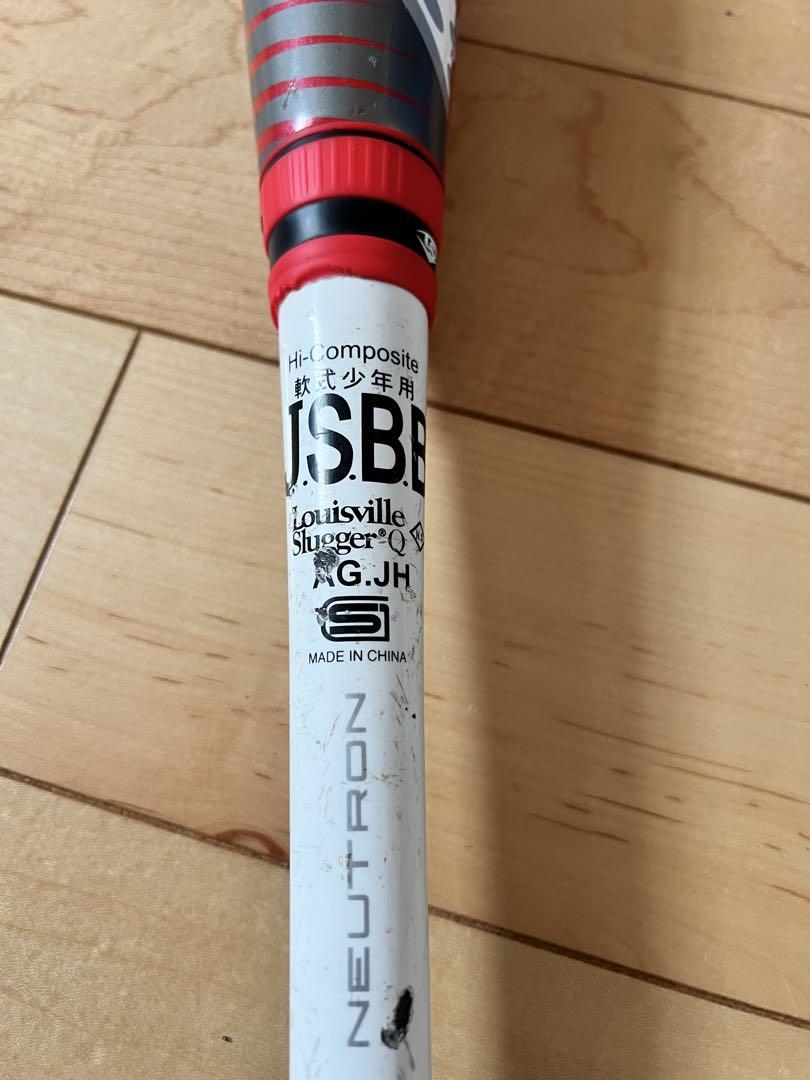 Hi-Composite
軟式少年用
J.S.B.B
Louisville
Slugger®Q
AG.JH
MADE IN CHINA
NEUTRON